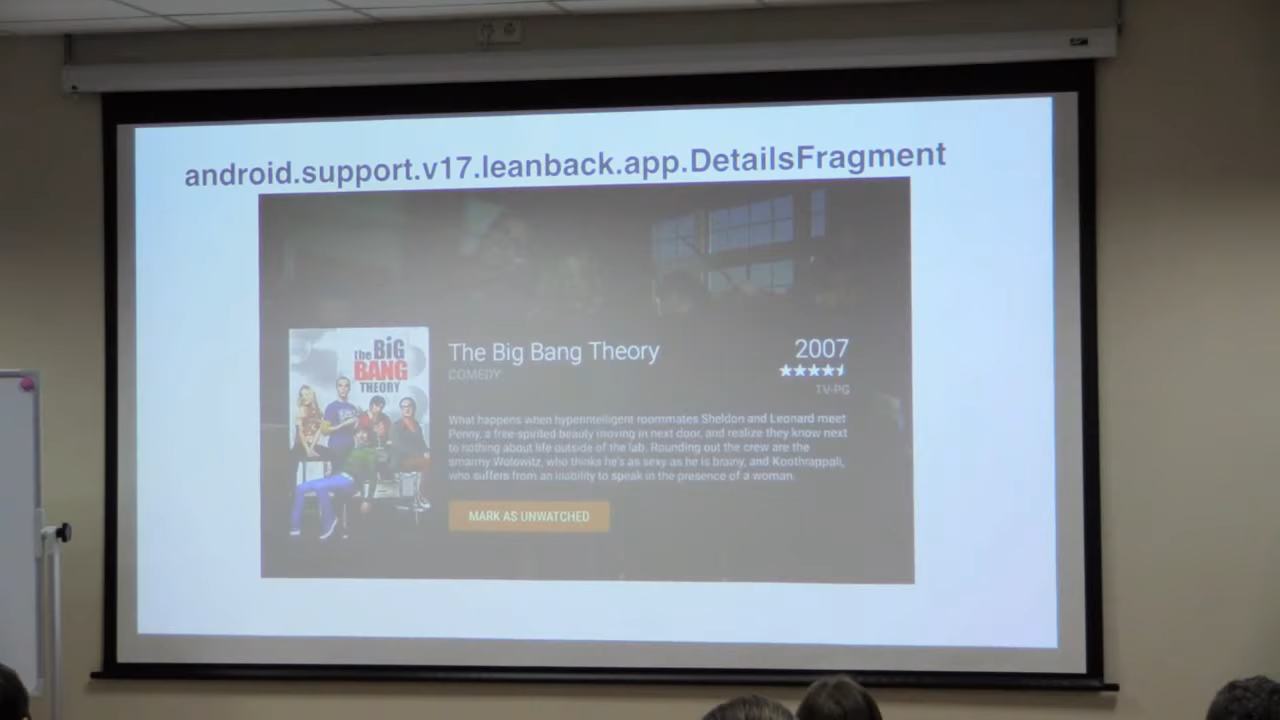 android.support.v17.leanback.app.DetailsFragment
the BiG
BANG
THEORY
The Big Bang Theory
2007
COMEDY
TV-PG
What happens when hyperintelligent roommates Sheldon and Leonard meet
Penny, a free-spirited beauty moving in next door, and realize they know next
to nothing about life outside of the lab. Rounding out the crew are the
smarmy Wolowitz, who thinks he's as sexy as he is brainy, and Koothrappali,
who suffers from an inability to speak in the presence of a woman.
MARK AS UNWATCHED